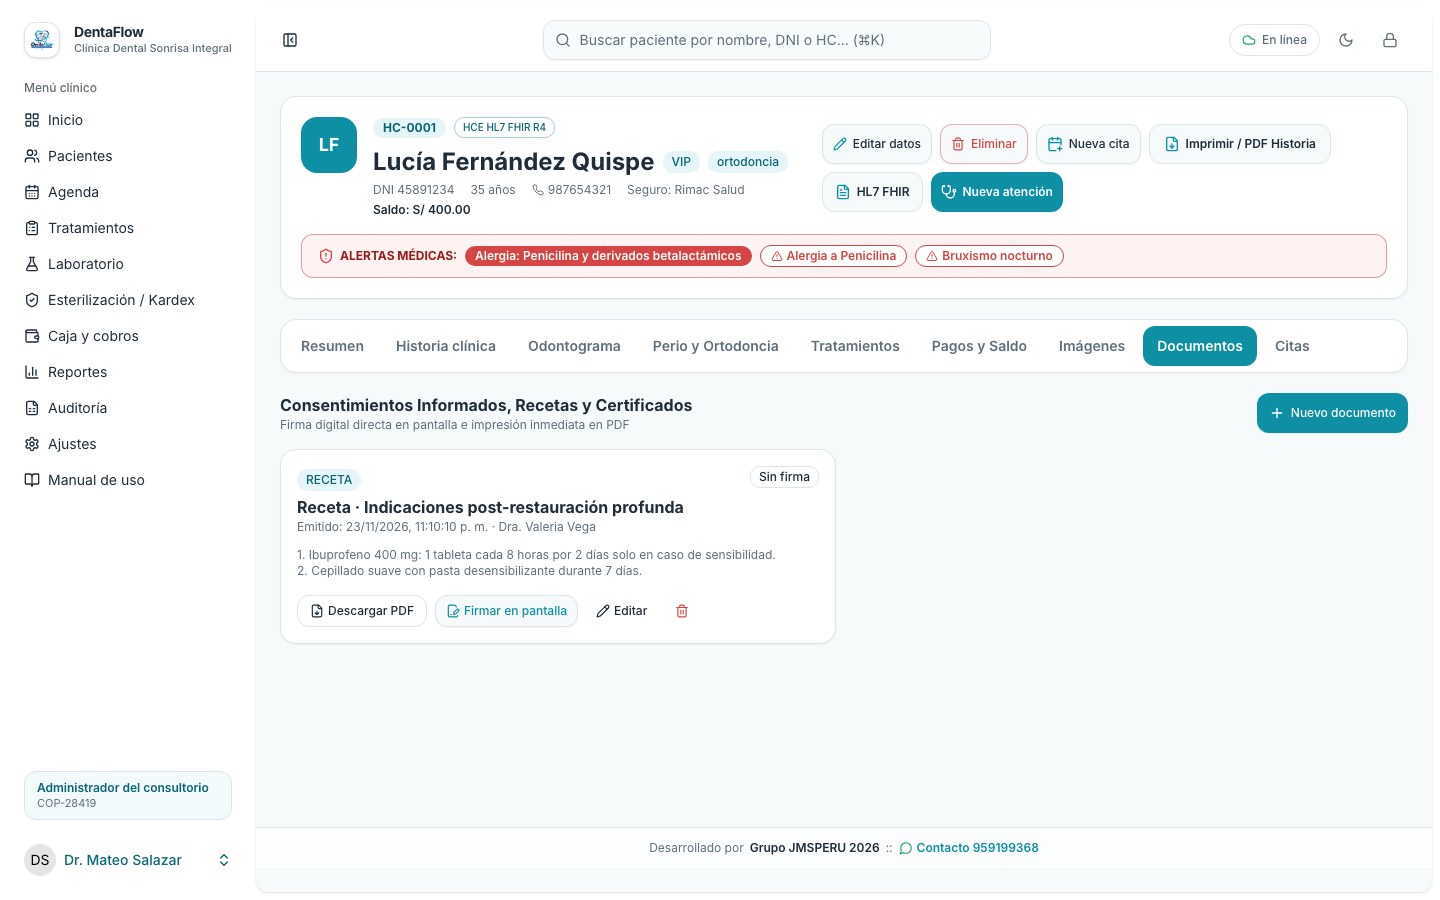 DentaFlow
Clínica Dental Sonrisa Integral
Menú clínico
Inicio
Pacientes
Agenda
Tratamientos
Laboratorio
Esterilización / Kardex
Caja y cobros
Reportes
Auditoría
Ajustes
Manual de uso
Administrador del consultorio
COP-28419
DS Dr. Mateo Salazar
Buscar paciente por nombre, DNI o HC... (⌘K)
En línea
LF
HC-0001 HCE HL7 FHIR R4
Lucía Fernández Quispe VIP ortodoncia
DNI 45891234 35 años 987654321 Seguro: Rimac Salud
Saldo: S/ 400.00
Editar datos Eliminar Nueva cita Imprimir / PDF Historia
HL7 FHIR Nueva atención
ALERTAS MÉDICAS: Alergia: Penicilina y derivados betalactámicos Alergia a Penicilina Bruxismo nocturno
Resumen Historia clínica Odontograma Perio y Ortodoncia Tratamientos Pagos y Saldo Imágenes Documentos Citas
Consentimientos Informados, Recetas y Certificados
Firma digital directa en pantalla e impresión inmediata en PDF
Nuevo documento
RECETA Sin firma
Receta · Indicaciones post-restauración profunda
Emitido: 23/11/2026, 11:10:10 p. m. · Dra. Valeria Vega
1. Ibuprofeno 400 mg: 1 tableta cada 8 horas por 2 días solo en caso de sensibilidad.
2. Cepillado suave con pasta desensibilizante durante 7 días.
Descargar PDF Firmar en pantalla Editar
Desarrollado por Grupo JMSPERU 2026 :: Contacto 959199368